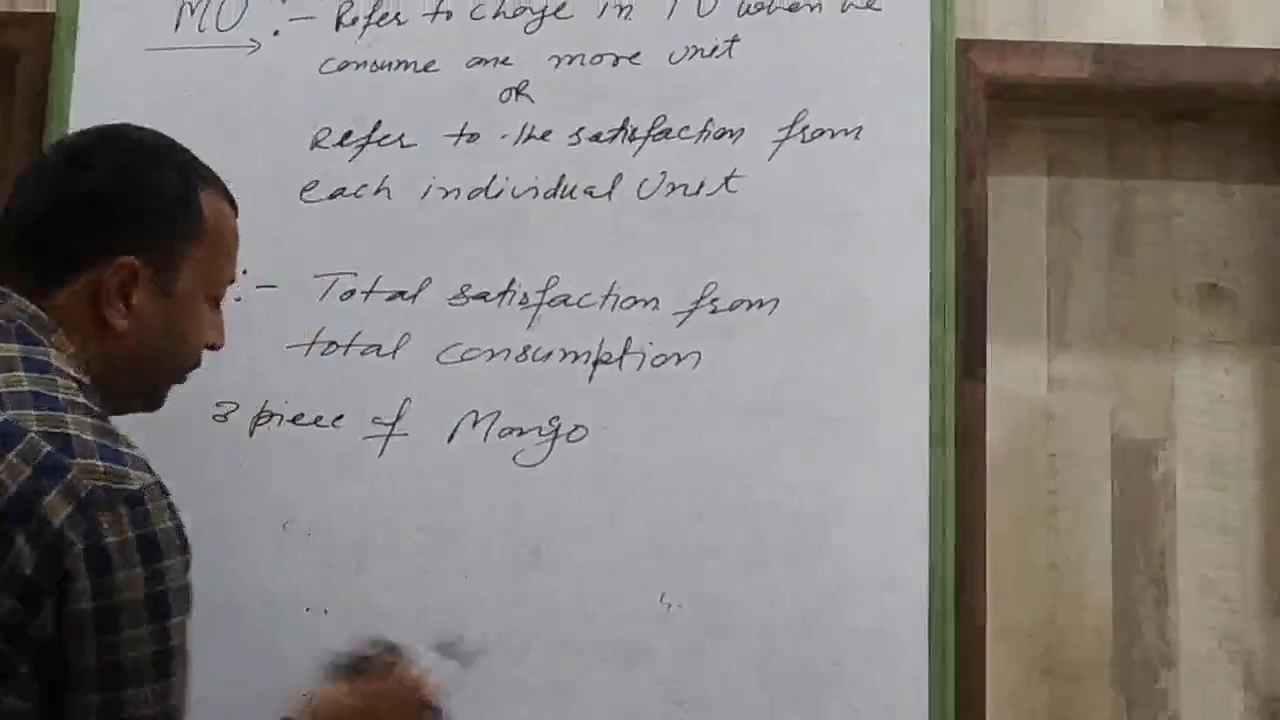 MU :- Refer to change in TU when we
consume one more unit
OR
Refer to the satisfaction from
each individual Unit
:- Total satisfaction from
total consumption
3 piece of Mango